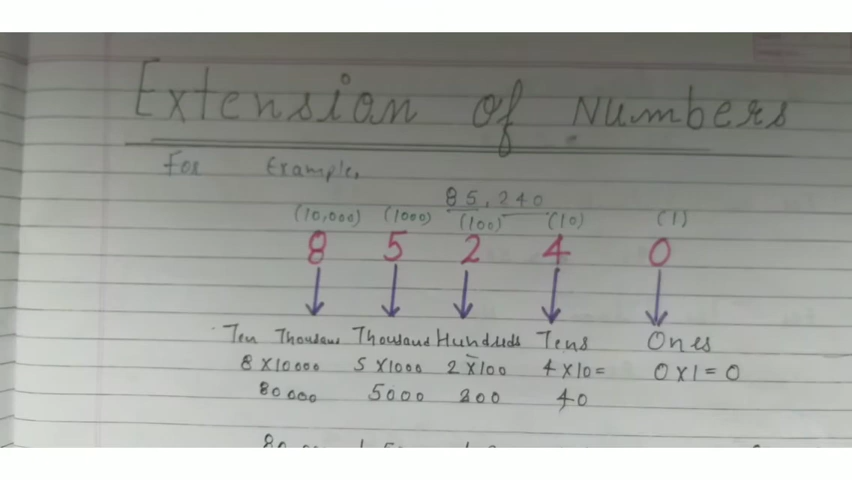 Extension of Numbers
For Example,
85,240
(10,000) (1000) (100) (10) (1)
8 5 2 4 0
Ten Thousand Thousand Hundreds Tens Ones
8 X10000 5 X1000 2 X100 4 X10= 0 X 1 = 0
80000 5000 200 40